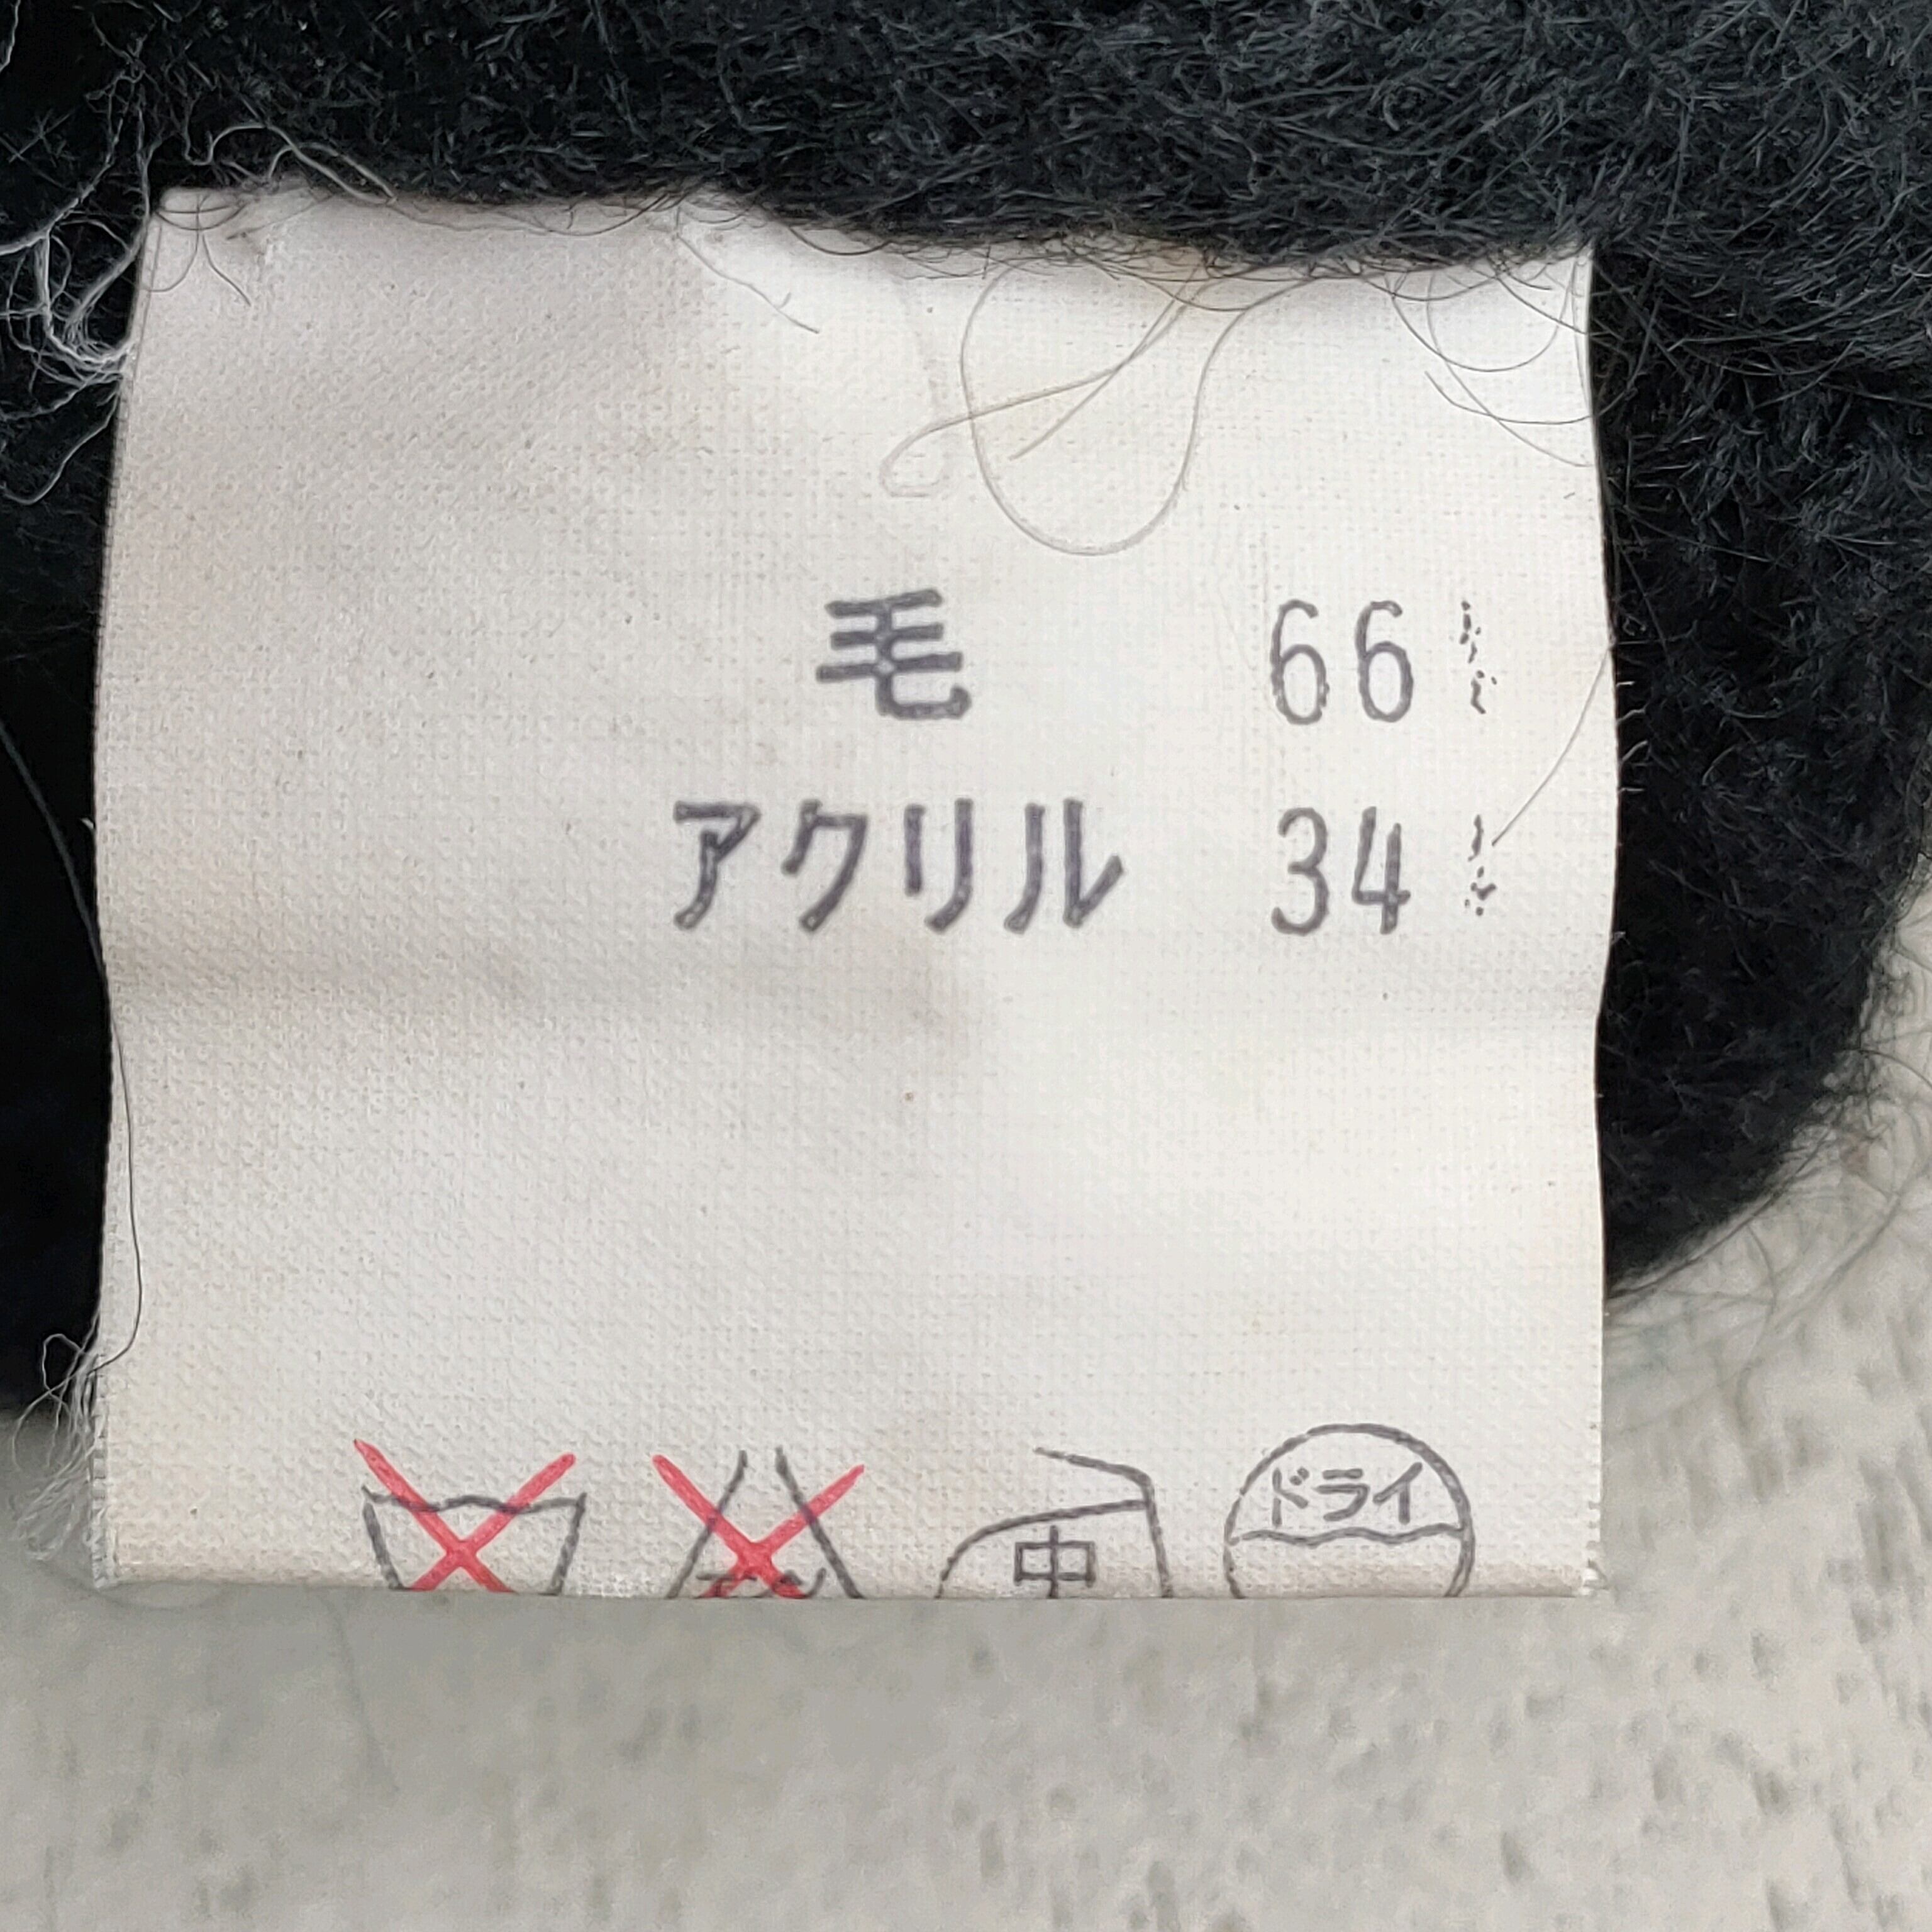 毛 66 %
アクリル 34 %
中 ドライ